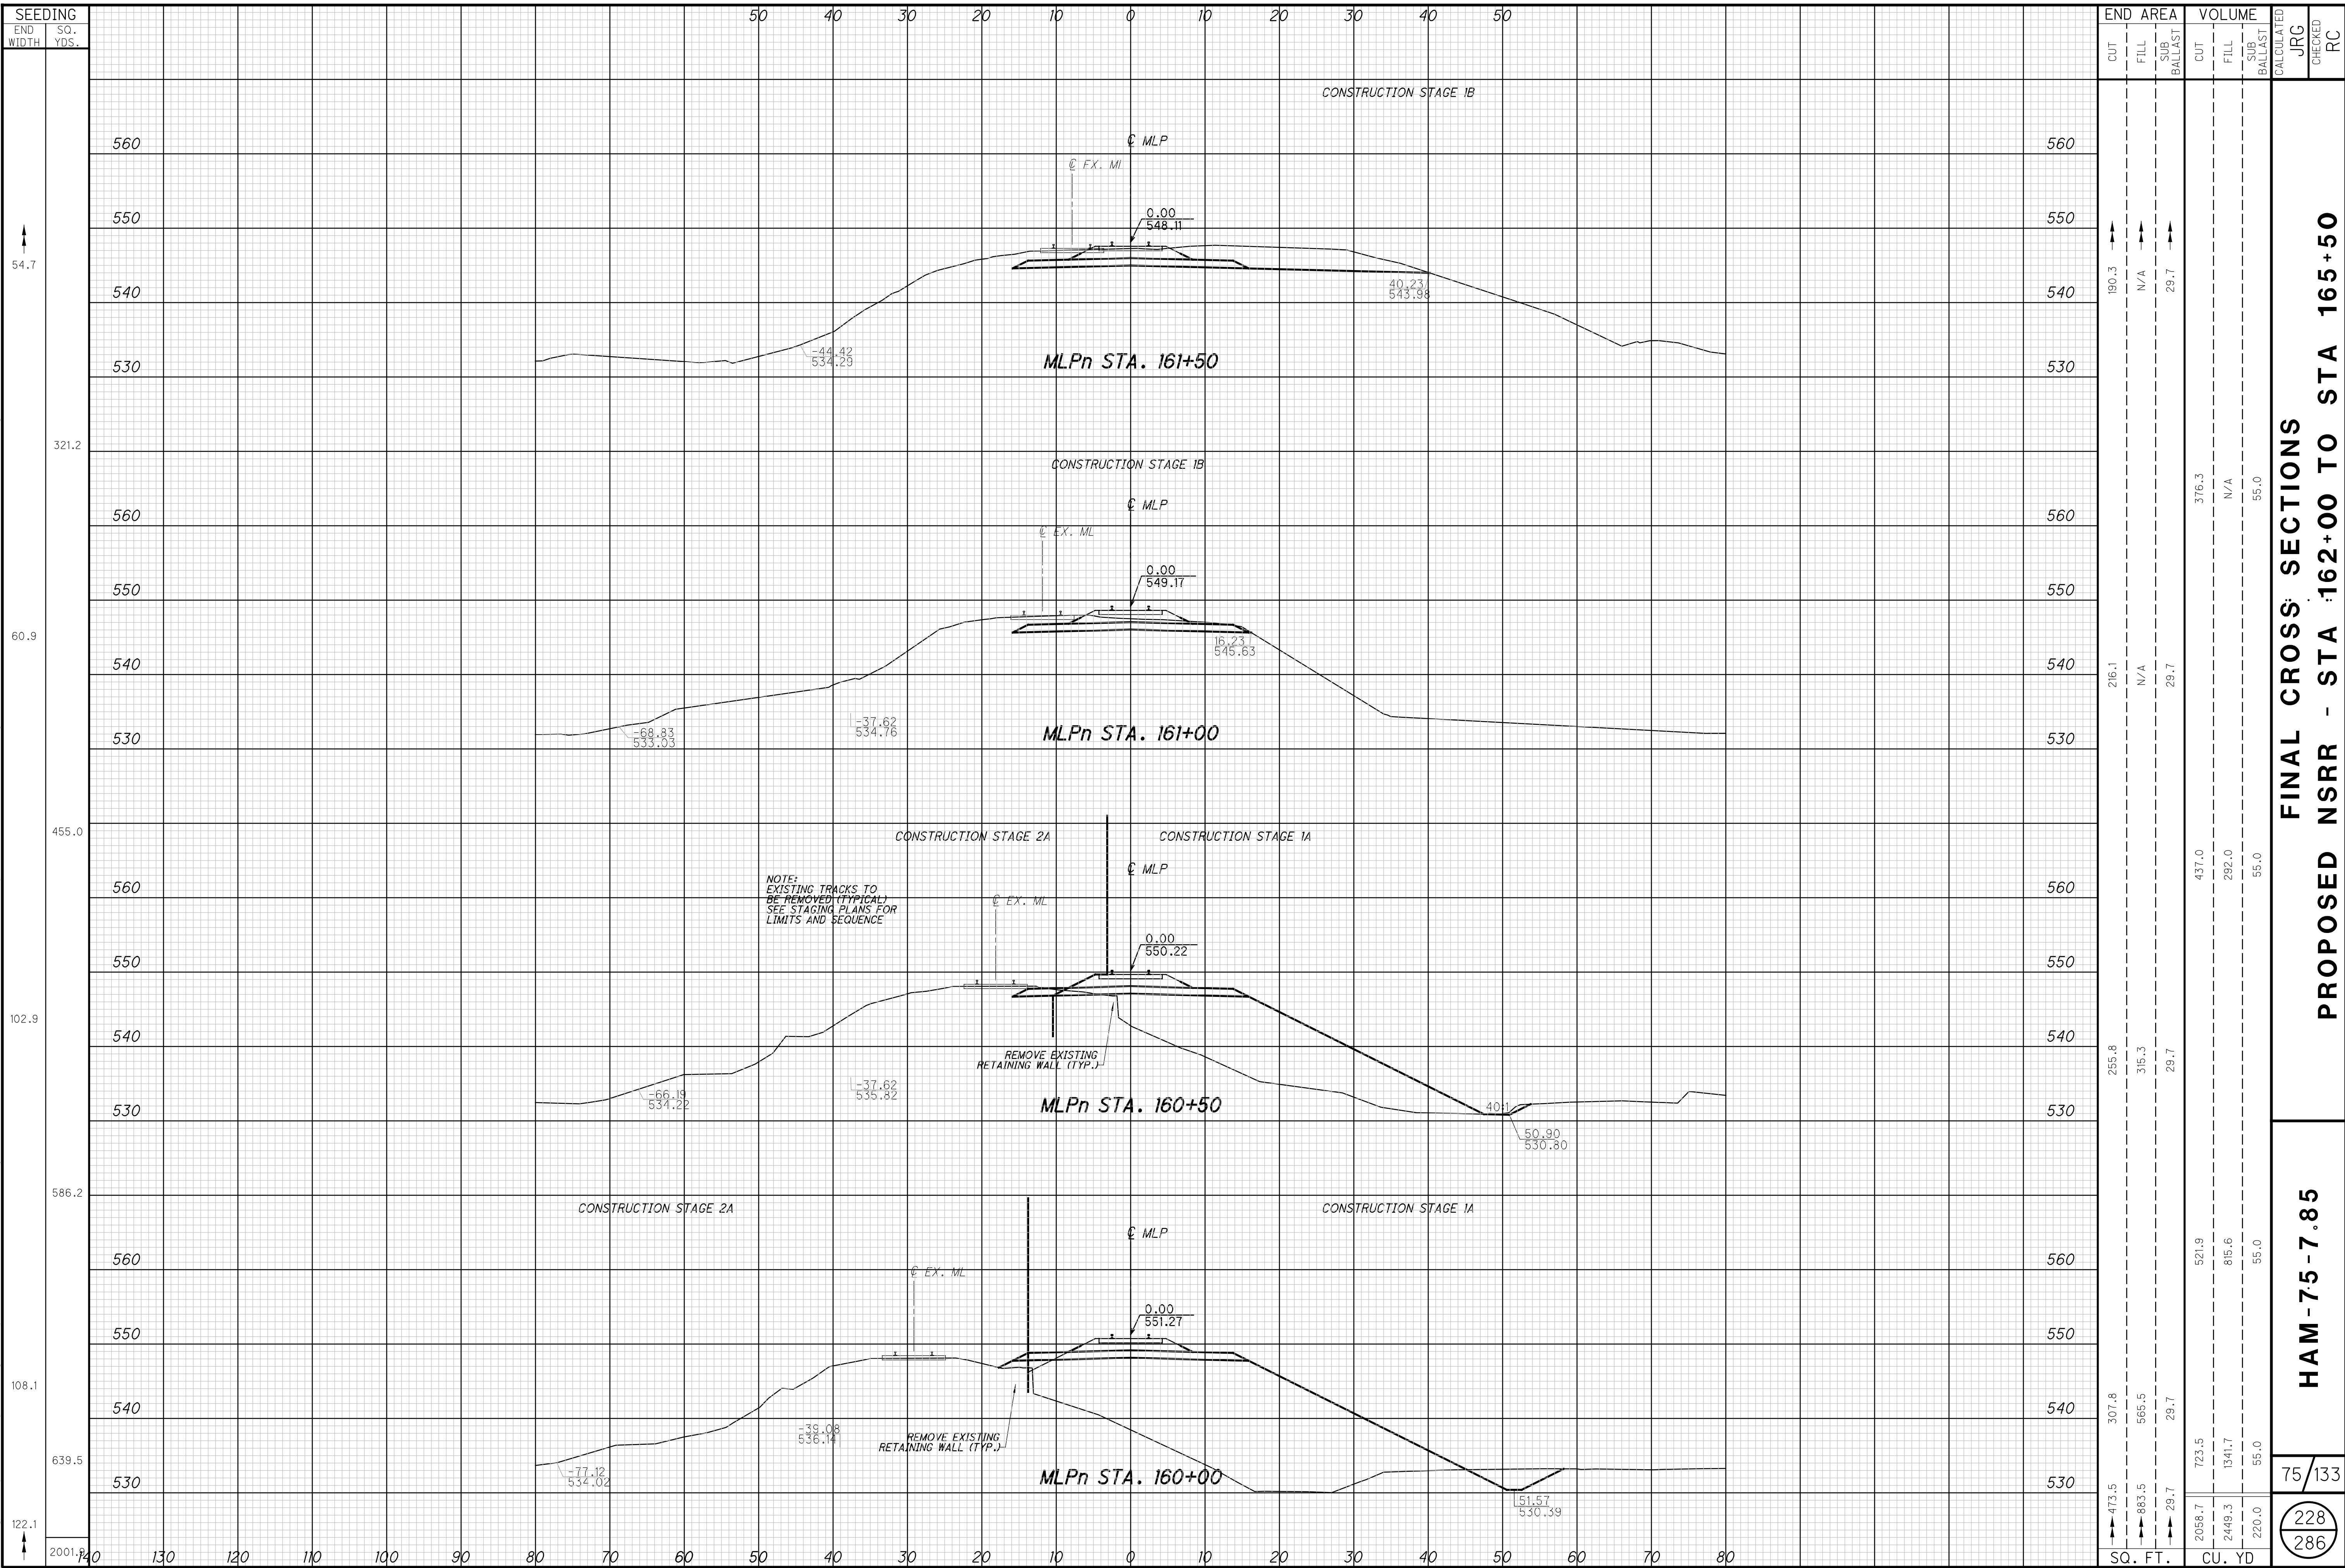 SEEDING
END WIDTH
SQ. YDS.
50 40 30 20 10 0 10 20 30 40 50
END AREA
VOLUME
CUT
FILL
SUB BALLAST
CUT
FILL
SUB BALLAST
CALCULATED
JRG
CHECKED
RC
CONSTRUCTION STAGE 1B
℄ MLP
℄ EX. ML
560
560
550
550
540
540
530
530
0.00
548.11
40.23
543.98
-44.42
534.29
MLPn STA. 161+50
54.7
190.3
N/A
29.7
321.2
376.3
N/A
55.0
CONSTRUCTION STAGE 1B
℄ MLP
℄ EX. ML
560
560
550
550
540
540
530
530
0.00
549.17
16.23
545.63
-37.62
534.76
-68.83
533.03
MLPn STA. 161+00
60.9
216.1
N/A
29.7
455.0
437.0
292.0
55.0
CONSTRUCTION STAGE 2A
CONSTRUCTION STAGE 1A
℄ MLP
NOTE:
EXISTING TRACKS TO
BE REMOVED (TYPICAL)
SEE STAGING PLANS FOR
LIMITS AND SEQUENCE
℄ EX. ML
560
560
550
550
540
540
530
530
0.00
550.22
REMOVE EXISTING
RETAINING WALL (TYP.)
-37.62
535.82
-66.19
534.22
40:1
50.90
530.80
MLPn STA. 160+50
102.9
255.8
315.3
29.7
586.2
521.9
815.6
55.0
CONSTRUCTION STAGE 2A
CONSTRUCTION STAGE 1A
℄ MLP
℄ EX. ML
560
560
550
550
540
540
530
530
0.00
551.27
-39.08
536.14
REMOVE EXISTING
RETAINING WALL (TYP.)
-77.12
534.02
51.57
530.39
MLPn STA. 160+00
108.1
307.8
565.5
29.7
639.5
723.5
1341.7
55.0
122.1
473.5
883.5
29.7
2058.7
2449.3
220.0
140 130 120 110 100 90 80 70 60 50 40 30 20 10 0 10 20 30 40 50 60 70 80
SQ. FT.
CU. YD
FINAL CROSS SECTIONS
PROPOSED NSRR - STA 162+00 TO STA 165+50
HAM-75-7.85
75/133
228
286